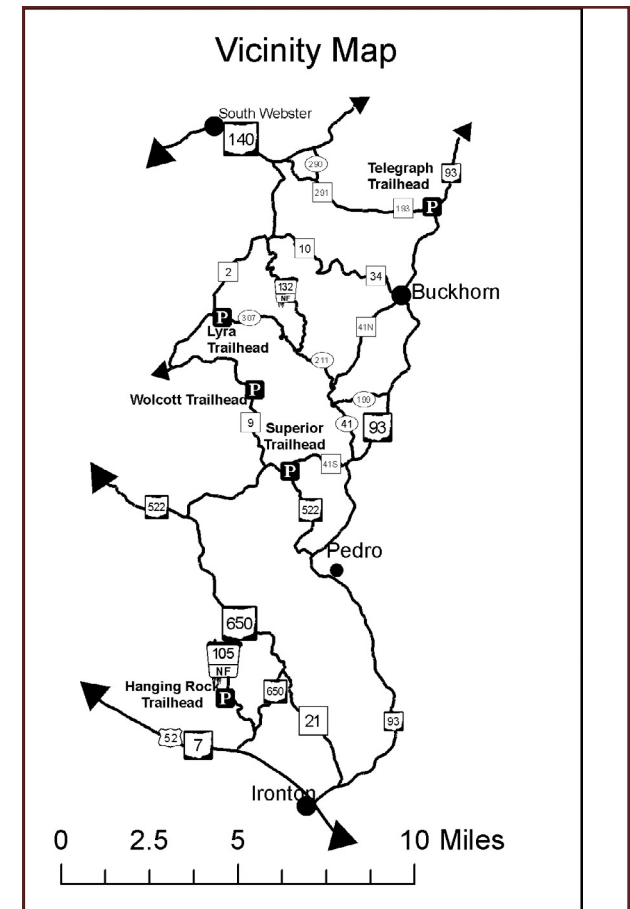 Vicinity Map
South Webster
140
290
Telegraph
Trailhead
93
291
193
P
10
2
34
132
NF
Buckhorn
P
307
41N
Lyra
Trailhead
211
Wolcott Trailhead
P
199
9
41
93
Superior
Trailhead
41S
P
522
522
Pedro
650
105
NF
Hanging Rock
Trailhead
P
650
21
93
52
7
Ironton
0 2.5 5 10 Miles